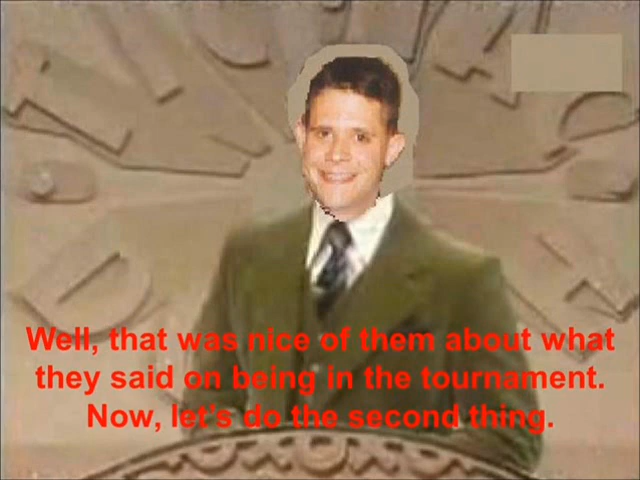 Well, that was nice of them about what
they said on being in the tournament.
Now, let's do the second thing.